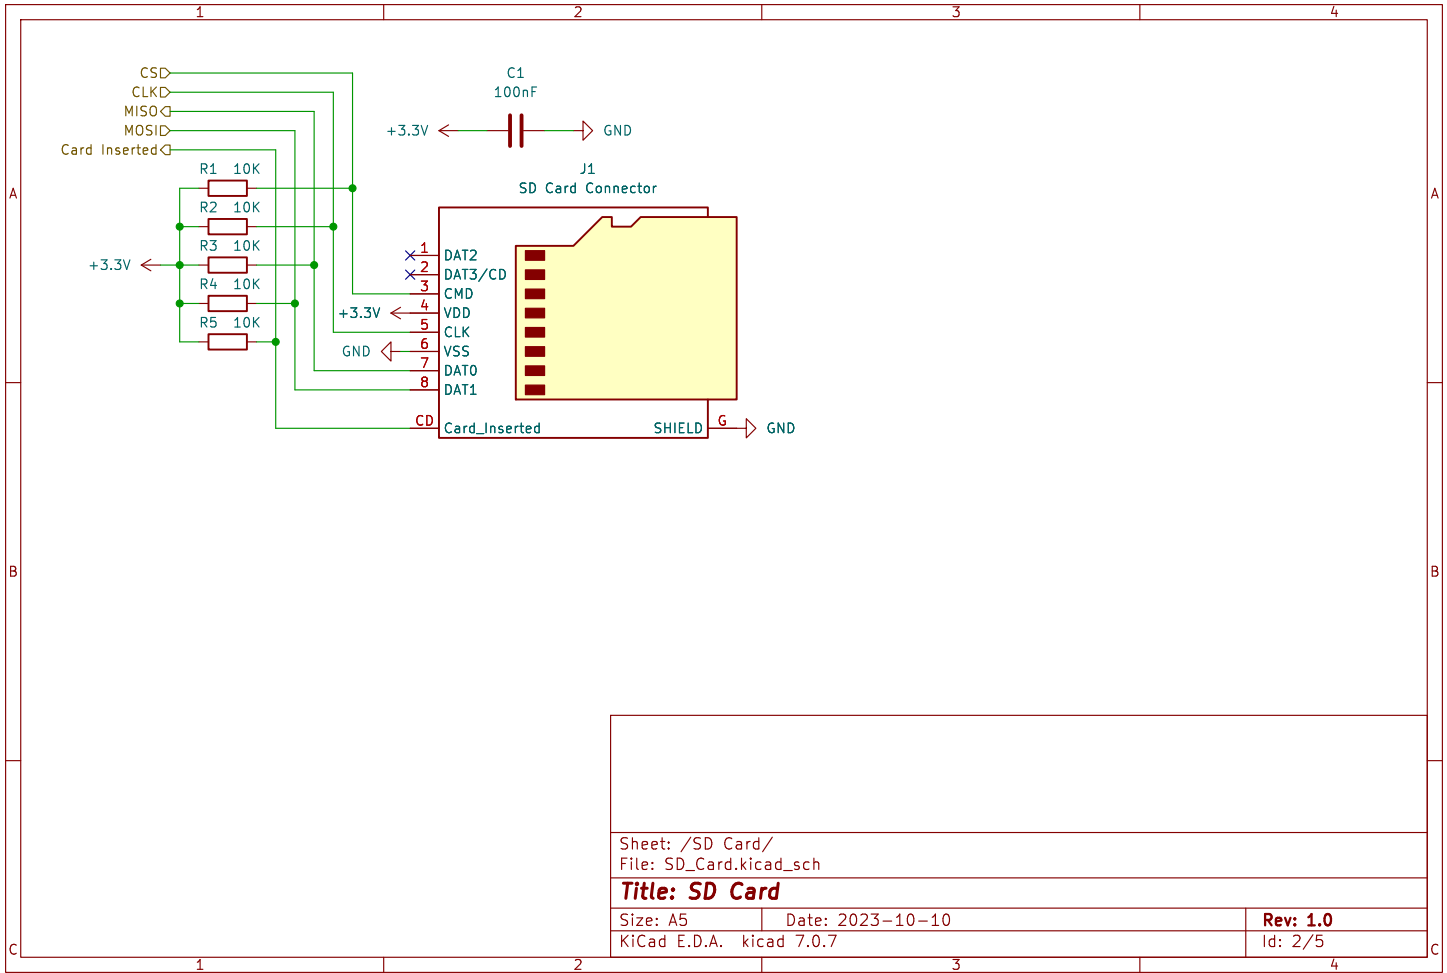 1 2 3 4
CS
CLK
MISO
MOSI
Card Inserted
C1
100nF
+3.3V GND
J1
SD Card Connector
R1 10K
R2 10K
R3 10K
R4 10K
R5 10K
+3.3V
A A
1 DAT2
2 DAT3/CD
3 CMD
+3.3V 4 VDD
5 CLK
GND 6 VSS
7 DAT0
8 DAT1
CD Card_Inserted SHIELD G GND
B B
Sheet: /SD Card/
File: SD_Card.kicad_sch
Title: SD Card
Size: A5 Date: 2023-10-10 Rev: 1.0
KiCad E.D.A. kicad 7.0.7 Id: 2/5
C C
1 2 3 4